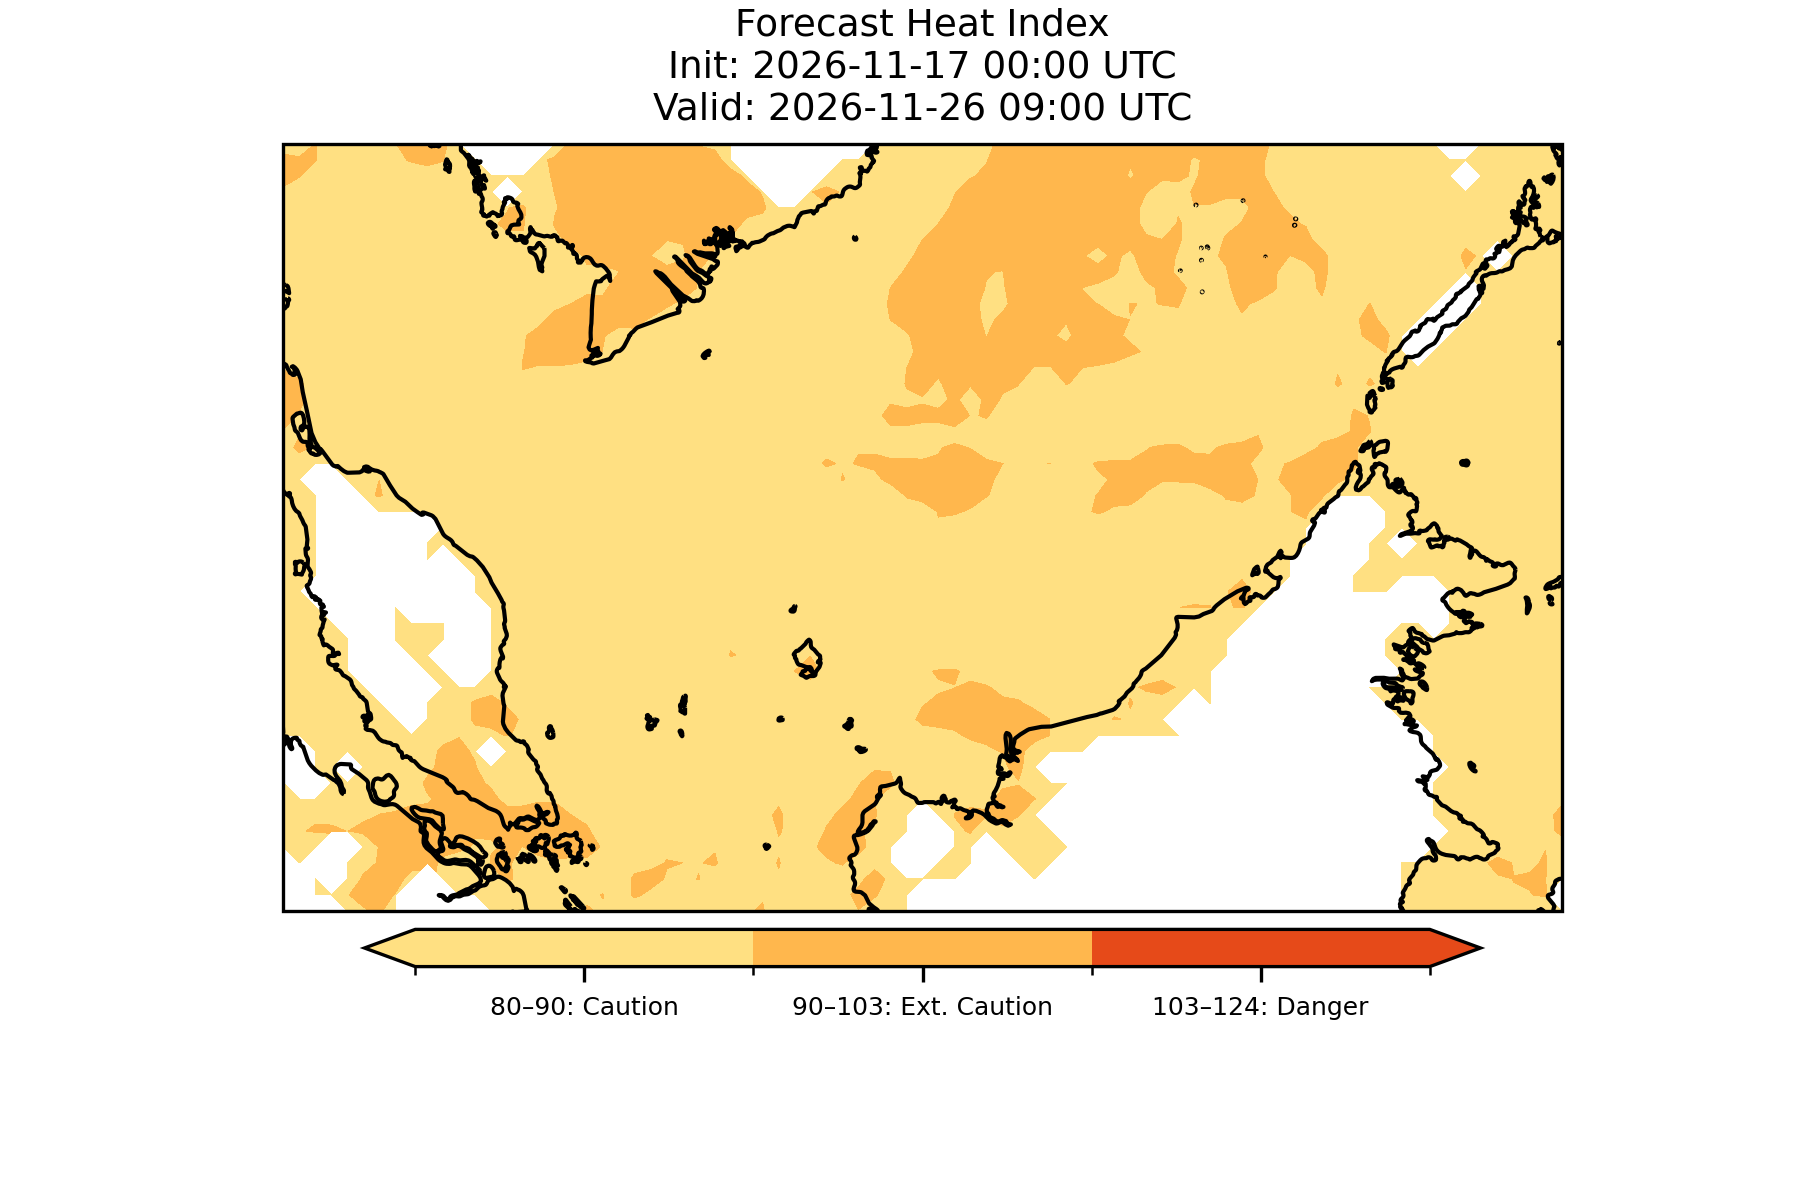 Forecast Heat Index
Init: 2026-11-17 00:00 UTC
Valid: 2026-11-26 09:00 UTC
80–90: Caution
90–103: Ext. Caution
103–124: Danger